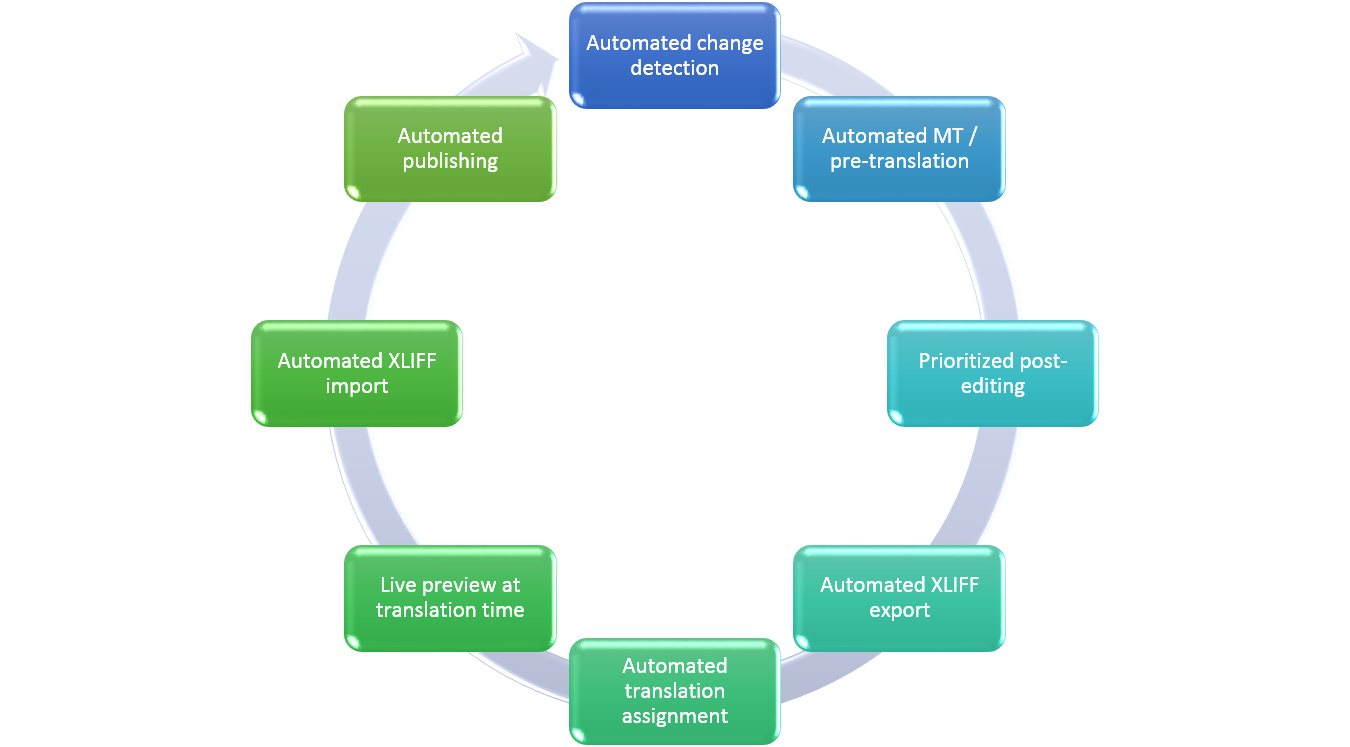 Automated change
detection
Automated MT /
pre-translation
Prioritized post-
editing
Automated XLIFF
export
Automated
translation
assignment
Live preview at
translation time
Automated XLIFF
import
Automated
publishing